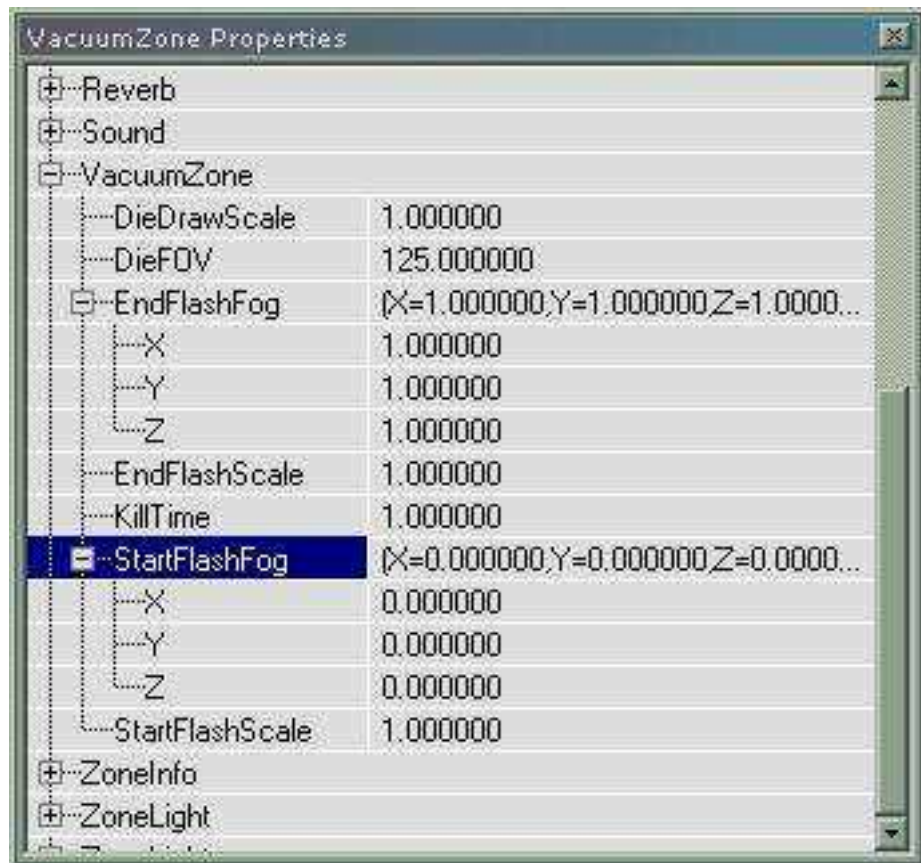 VacuumZone Properties
Reverb
Sound
VacuumZone
DieDrawScale 1.000000
DieFOV 125.000000
EndFlashFog (X=1.000000,Y=1.000000,Z=1.0000...
X 1.000000
Y 1.000000
Z 1.000000
EndFlashScale 1.000000
KillTime 1.000000
StartFlashFog (X=0.000000,Y=0.000000,Z=0.0000...
X 0.000000
Y 0.000000
Z 0.000000
StartFlashScale 1.000000
ZoneInfo
ZoneLight